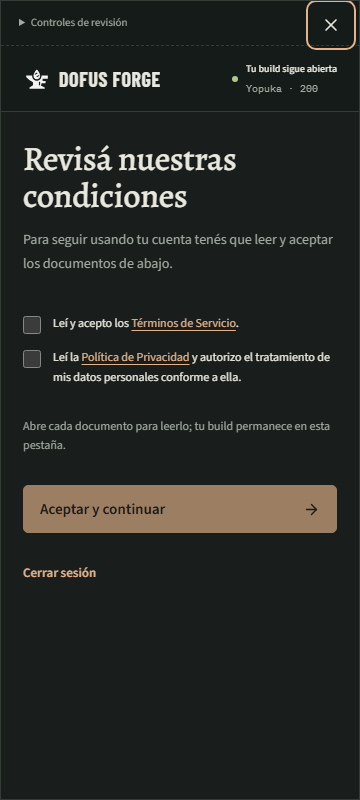 Controles de revisión
DOFUS FORGE
Tu build sigue abierta
Yopuka · 200
Revisá nuestras
condiciones
Para seguir usando tu cuenta tenés que leer y aceptar
los documentos de abajo.
Leí y acepto los Términos de Servicio.
Leí la Política de Privacidad y autorizo el tratamiento de
mis datos personales conforme a ella.
Abre cada documento para leerlo; tu build permanece en esta
pestaña.
Aceptar y continuar
Cerrar sesión